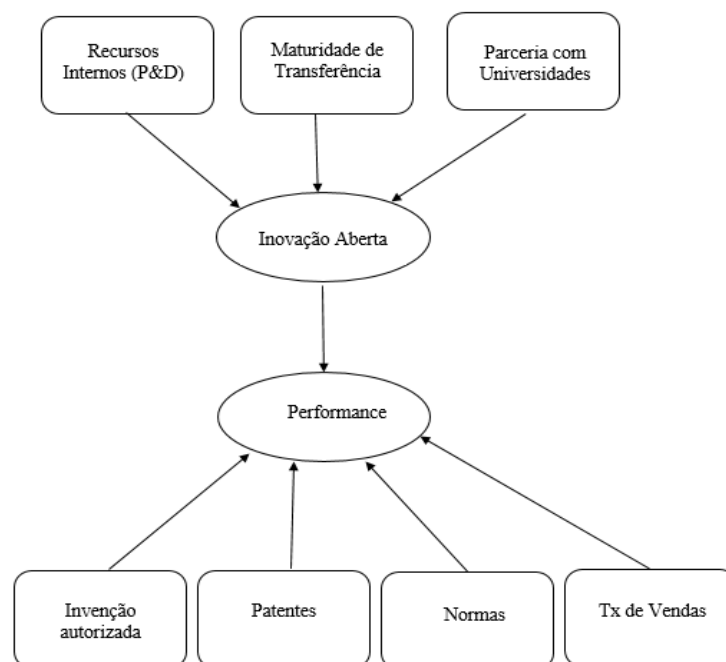 Recursos
Internos (P&D)
Maturidade de
Transferência
Parceria com
Universidades
Inovação Aberta
Performance
Invenção
autorizada
Patentes
Normas
Tx de Vendas